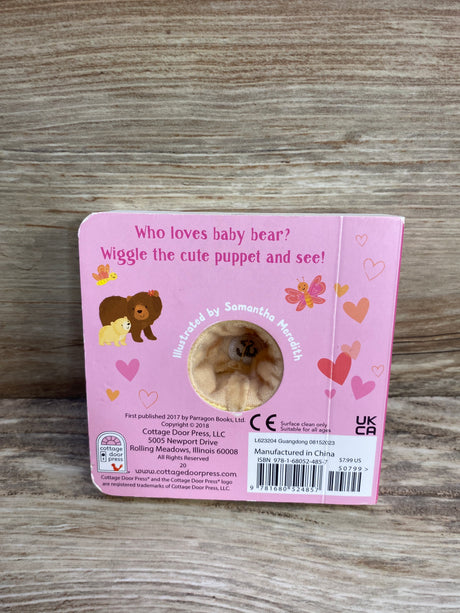 Who loves baby bear?
Wiggle the cute puppet and see!
Illustrated by Samantha Meredith
First published 2017 by Parragon Books, Ltd.
Copyright © 2018
Cottage Door Press, LLC
5005 Newport Drive
Rolling Meadows, Illinois 60008
All Rights Reserved
20
www.cottagedoorpress.com
Cottage Door Press® and the Cottage Door Press® logo
are registered trademarks of Cottage Door Press, LLC.
cottage
door
press
CE
Surface clean only
Suitable for all ages.
UK
CA
L623204 Guangdong 08152023
Manufactured in China
ISBN 978-1-68052-485-7
$7.99 US
50799>
9 781680 524857